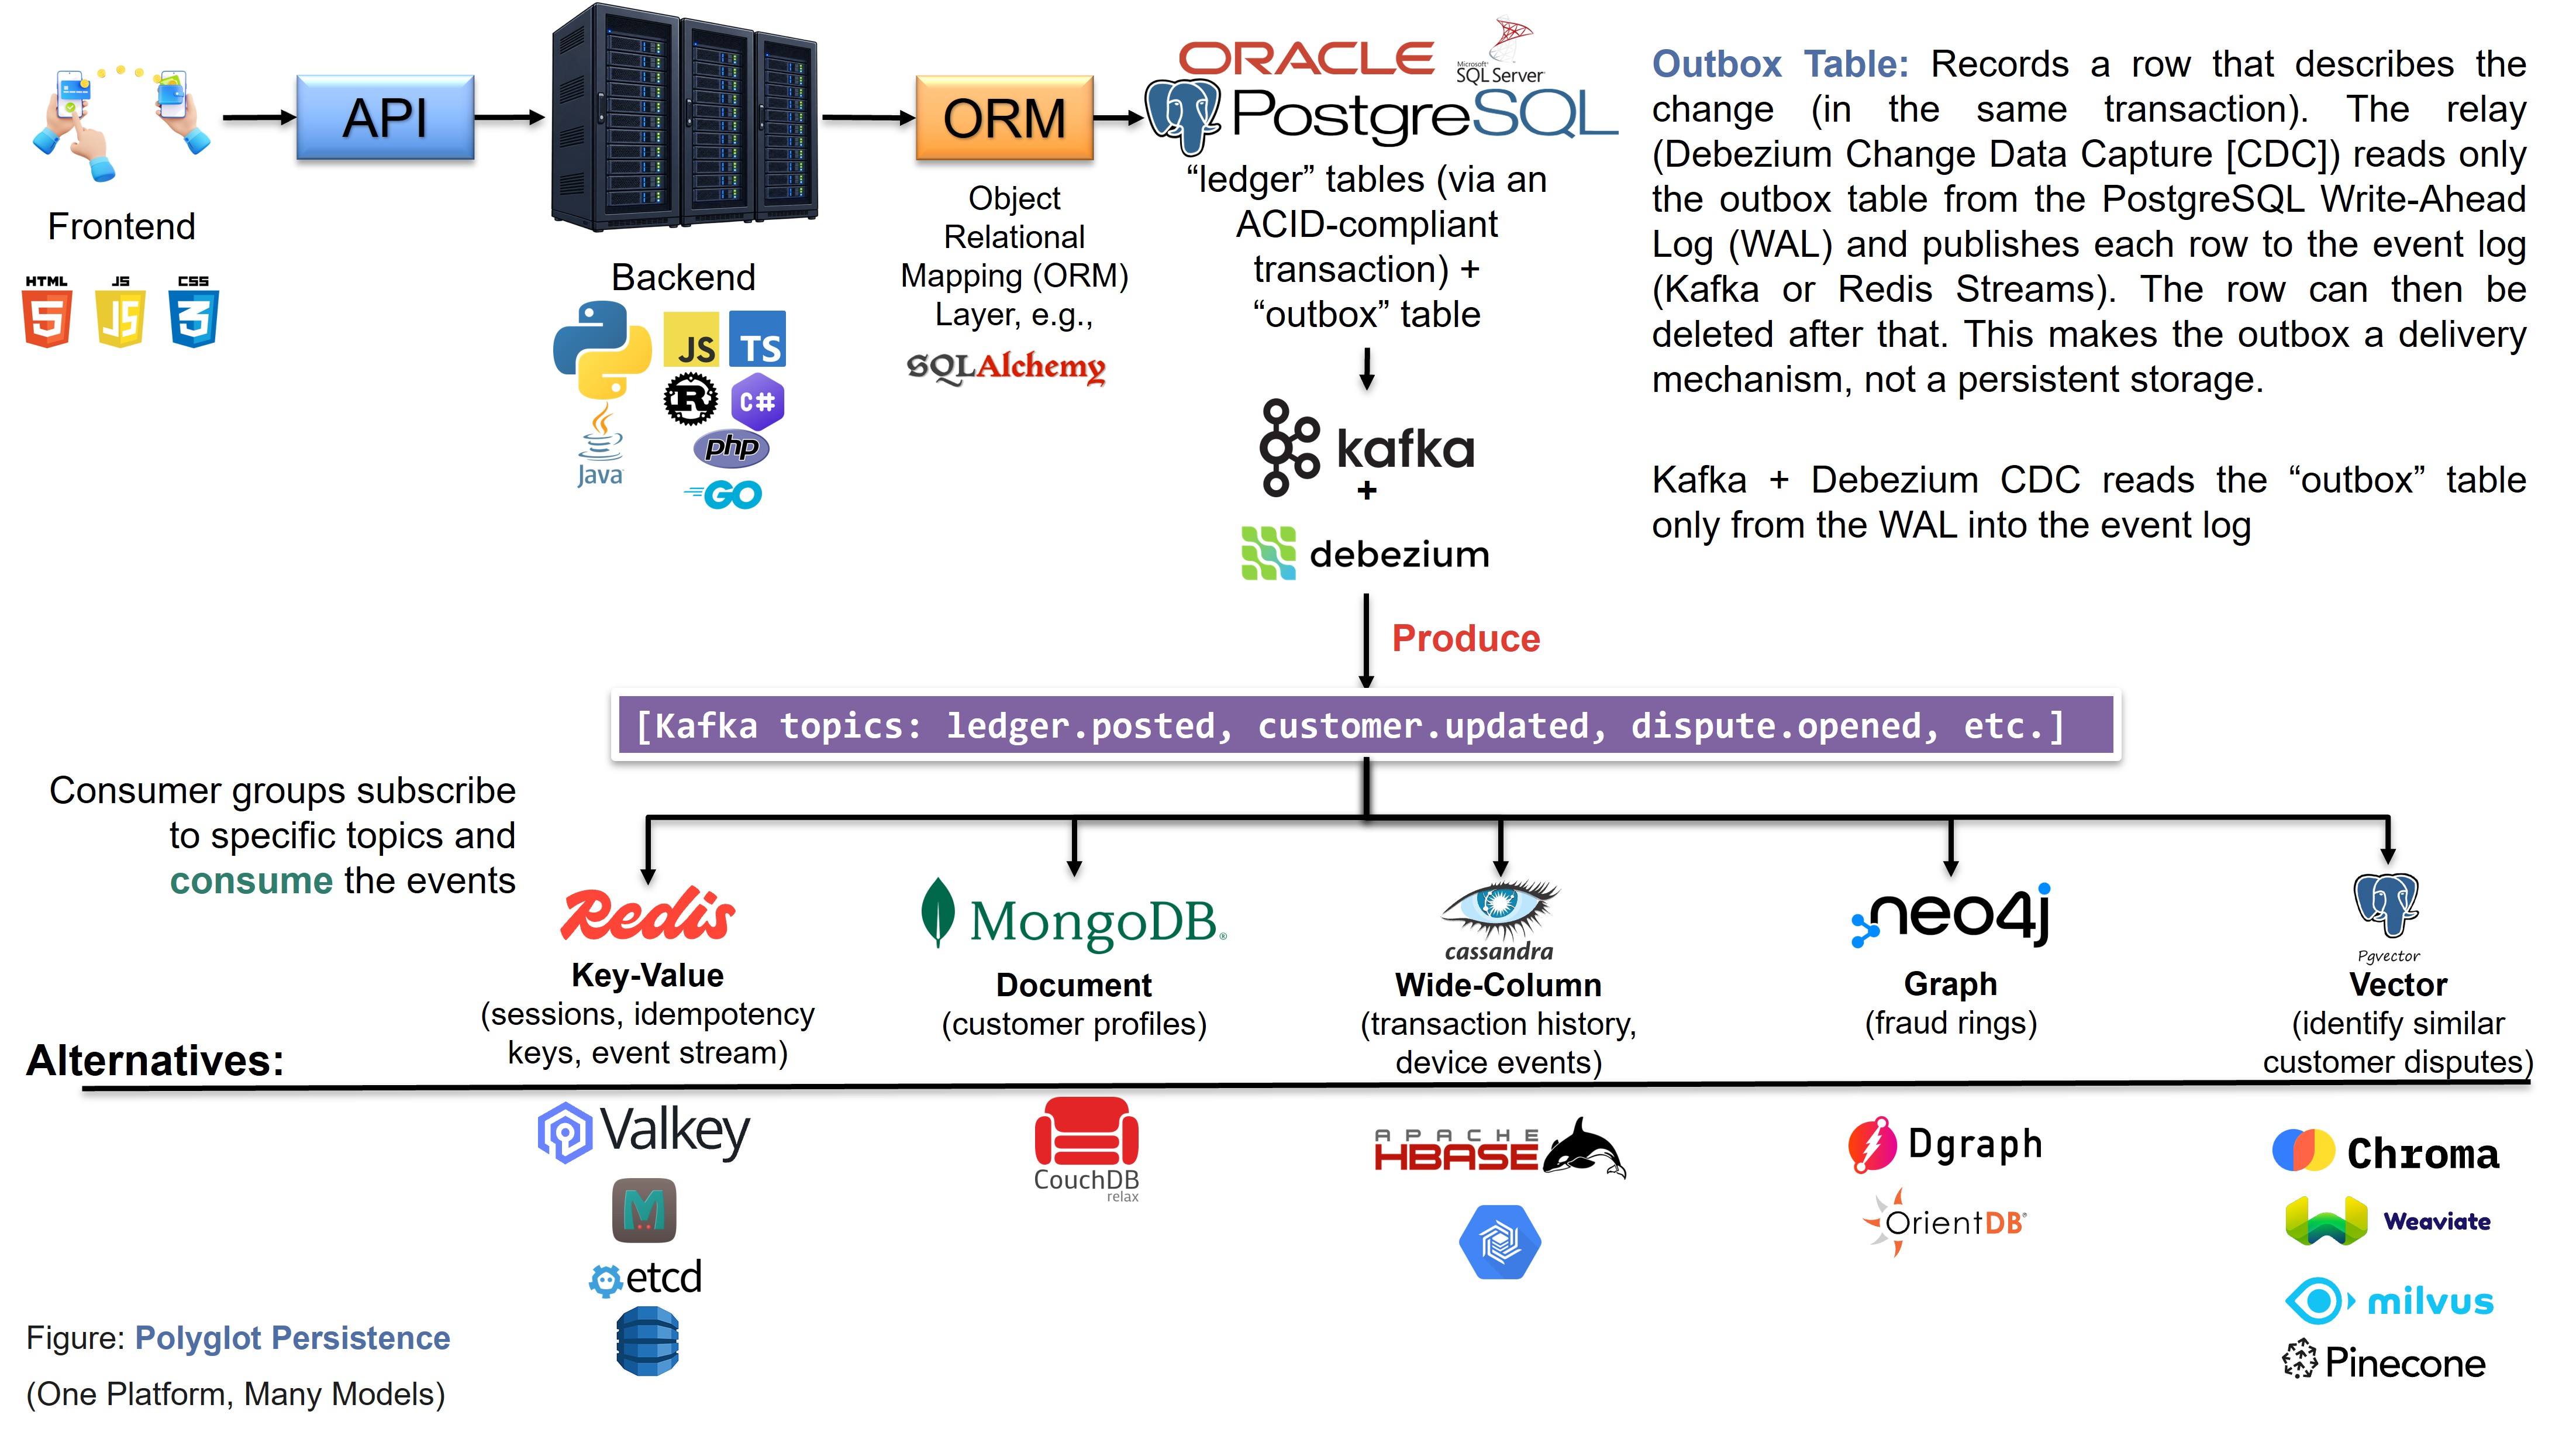 ORACLE
Microsoft
SQL Server
PostgreSQL
API
ORM
Outbox Table: Records a row that describes the
change (in the same transaction). The relay
(Debezium Change Data Capture [CDC]) reads only
the outbox table from the PostgreSQL Write-Ahead
Log (WAL) and publishes each row to the event log
(Kafka or Redis Streams). The row can then be
deleted after that. This makes the outbox a delivery
mechanism, not a persistent storage.
Kafka + Debezium CDC reads the “outbox” table
only from the WAL into the event log
Frontend
HTML
5
JS
JS
CSS
3
Backend
JS
TS
R
C#
Java
php
GO
Object
Relational
Mapping (ORM)
Layer, e.g.,
SQLAlchemy
“ledger” tables (via an
ACID-compliant
transaction) +
“outbox” table
kafka
+
debezium
Produce
[Kafka topics: ledger.posted, customer.updated, dispute.opened, etc.]
Consumer groups subscribe
to specific topics and
consume the events
Redis
Key-Value
(sessions, idempotency
keys, event stream)
MongoDB®
Document
(customer profiles)
cassandra
Wide-Column
(transaction history,
device events)
neo4j
Graph
(fraud rings)
Pgvector
Vector
(identify similar
customer disputes)
Alternatives:
Valkey
M
etcd
CouchDB
relax
APACHE
HBASE
Dgraph
OrientDB®
Chroma
Weaviate
milvus
Pinecone
Figure: Polyglot Persistence
(One Platform, Many Models)